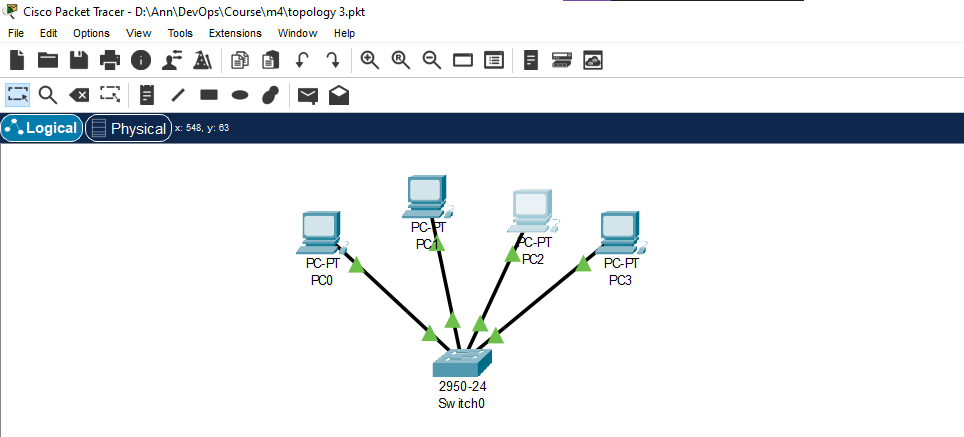 Cisco Packet Tracer - D:\Ann\DevOps\Course\m4\topology 3.pkt
File Edit Options View Tools Extensions Window Help
Logical Physical x: 548, y: 63
PC-PT
PC1
PC-PT
PC2
PC-PT
PC0
PC-PT
PC3
2950-24
Switch0